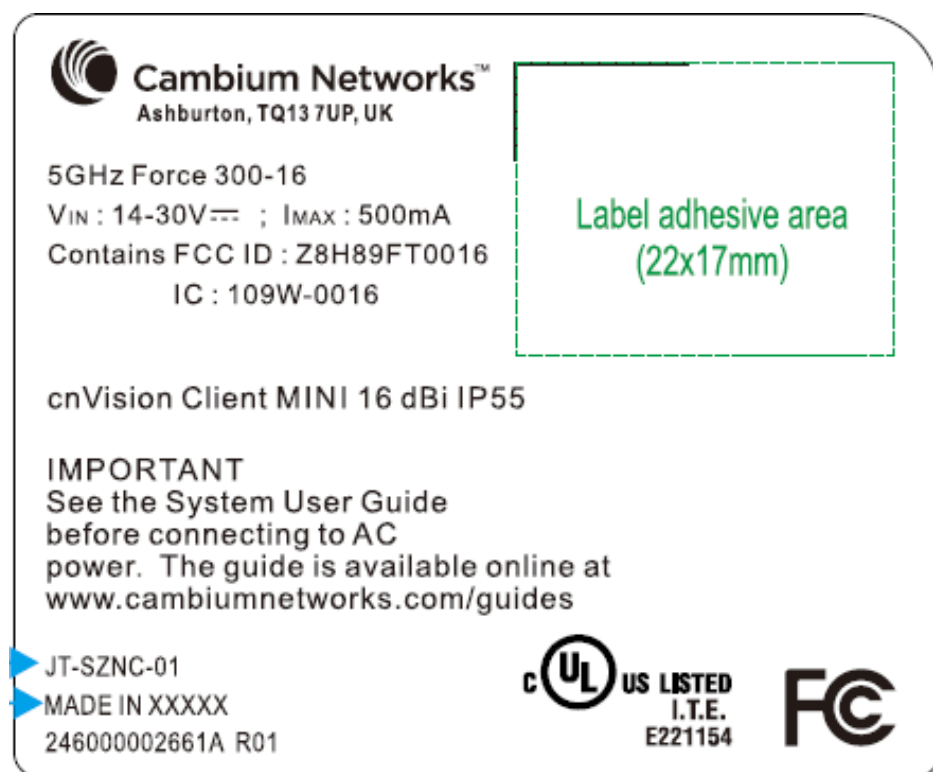 Cambium Networks™
Ashburton, TQ13 7UP, UK
5GHz Force 300-16
VIN : 14-30V⎓ ; IMAX : 500mA
Contains FCC ID : Z8H89FT0016
IC : 109W-0016
Label adhesive area
(22x17mm)
cnVision Client MINI 16 dBi IP55
IMPORTANT
See the System User Guide
before connecting to AC
power. The guide is available online at
www.cambiumnetworks.com/guides
JT-SZNC-01
MADE IN XXXXX
246000002661A R01
C UL US LISTED
I.T.E.
E221154
FC